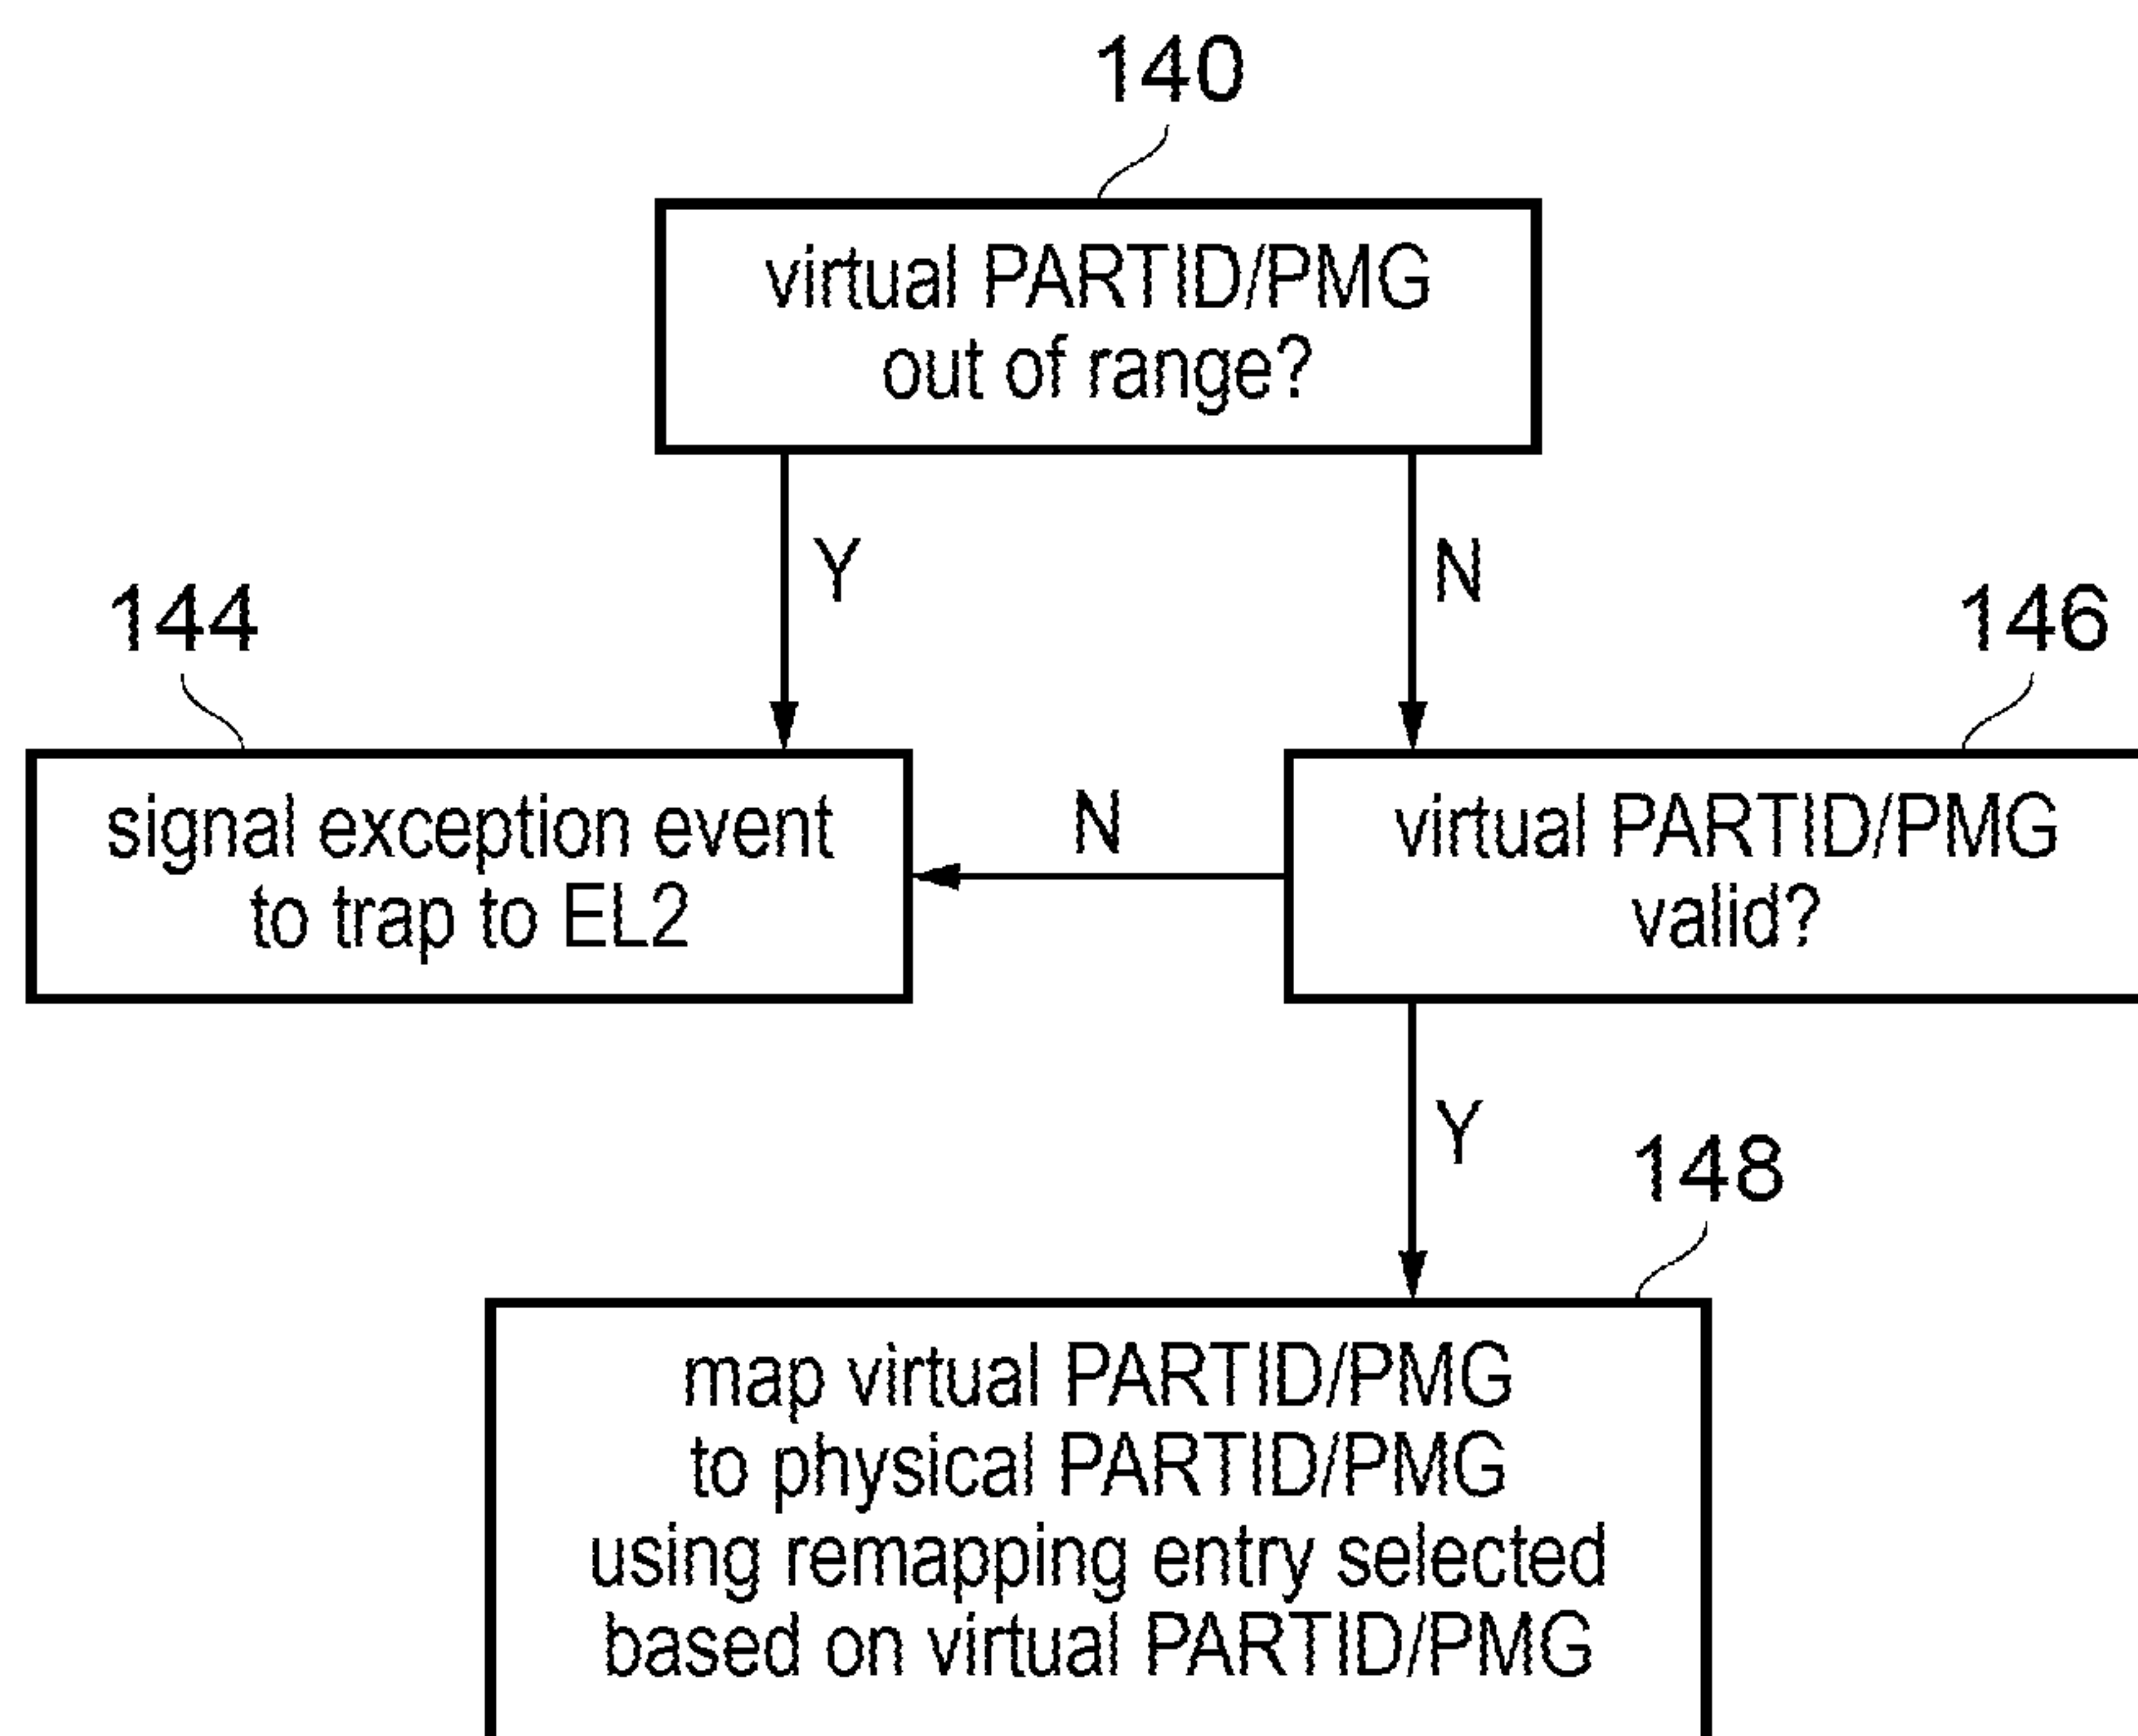 140
virtual PARTID/PMG
out of range?
Y
N
144
146
signal exception event
to trap to EL2
N
virtual PARTID/PMG
valid?
Y
148
map virtual PARTID/PMG
to physical PARTID/PMG
using remapping entry selected
based on virtual PARTID/PMG